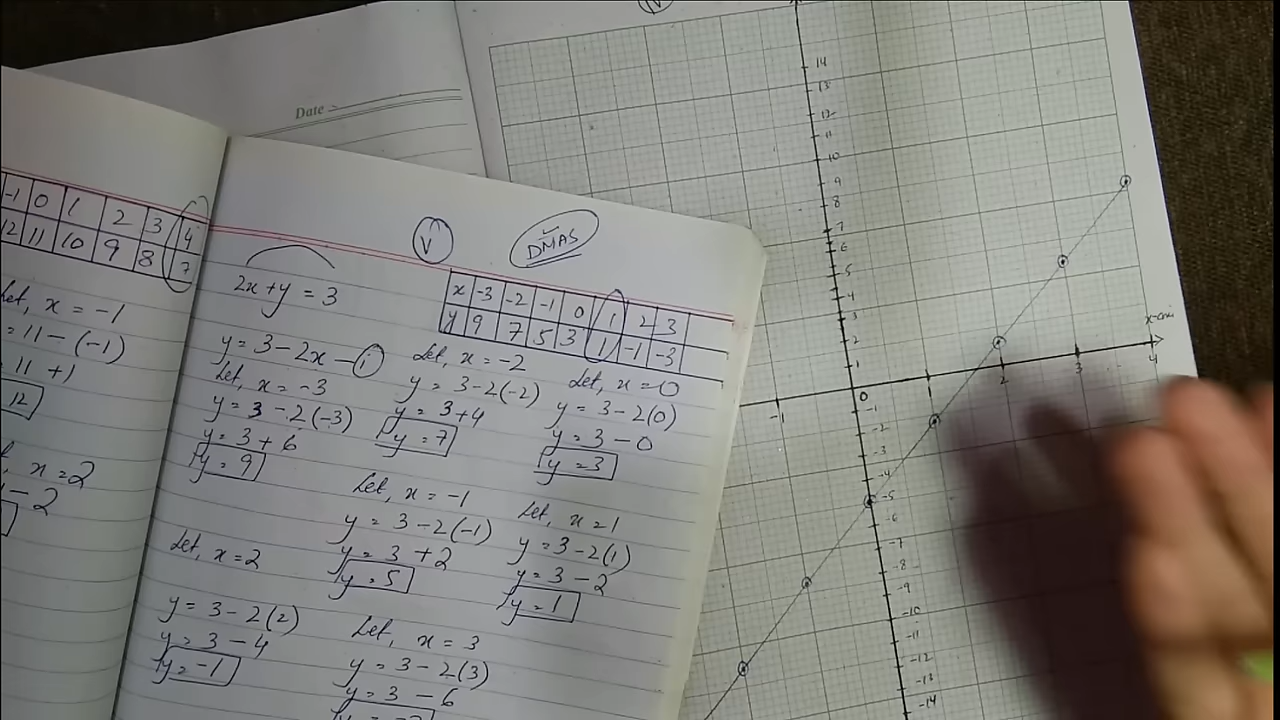 Date
-1 0 1 2 3 4
12 11 10 9 8 7
Let, x = -1
= 11 - (-1)
= 11 + 1
12
x = 2
- 2
V
DMAS
2x + y = 3
x -3 -2 -1 0 1 2 3
y 9 7 5 3 1 -1 -3
y = 3 - 2x - i
Let, x = -3
y = 3 - 2(-3)
y = 3 + 6
y = 9
Let, x = -2
y = 3 - 2(-2)
y = 3 + 4
y = 7
Let, x = 0
y = 3 - 2(0)
y = 3 - 0
y = 3
Let, x = -1
y = 3 - 2(-1)
y = 3 + 2
y = 5
Let, x = 1
y = 3 - 2(1)
y = 3 - 2
y = 1
Let, x = 2
y = 3 - 2(2)
y = 3 - 4
y = -1
Let, x = 3
y = 3 - 2(3)
y = 3 - 6
14
13
12
11
10
9
8
7
6
5
4
3
2
1
-1 0 2 3 4
-1
-2
-3
-4
-5
-6
-7
-8
-9
-10
-11
-12
-13
-14